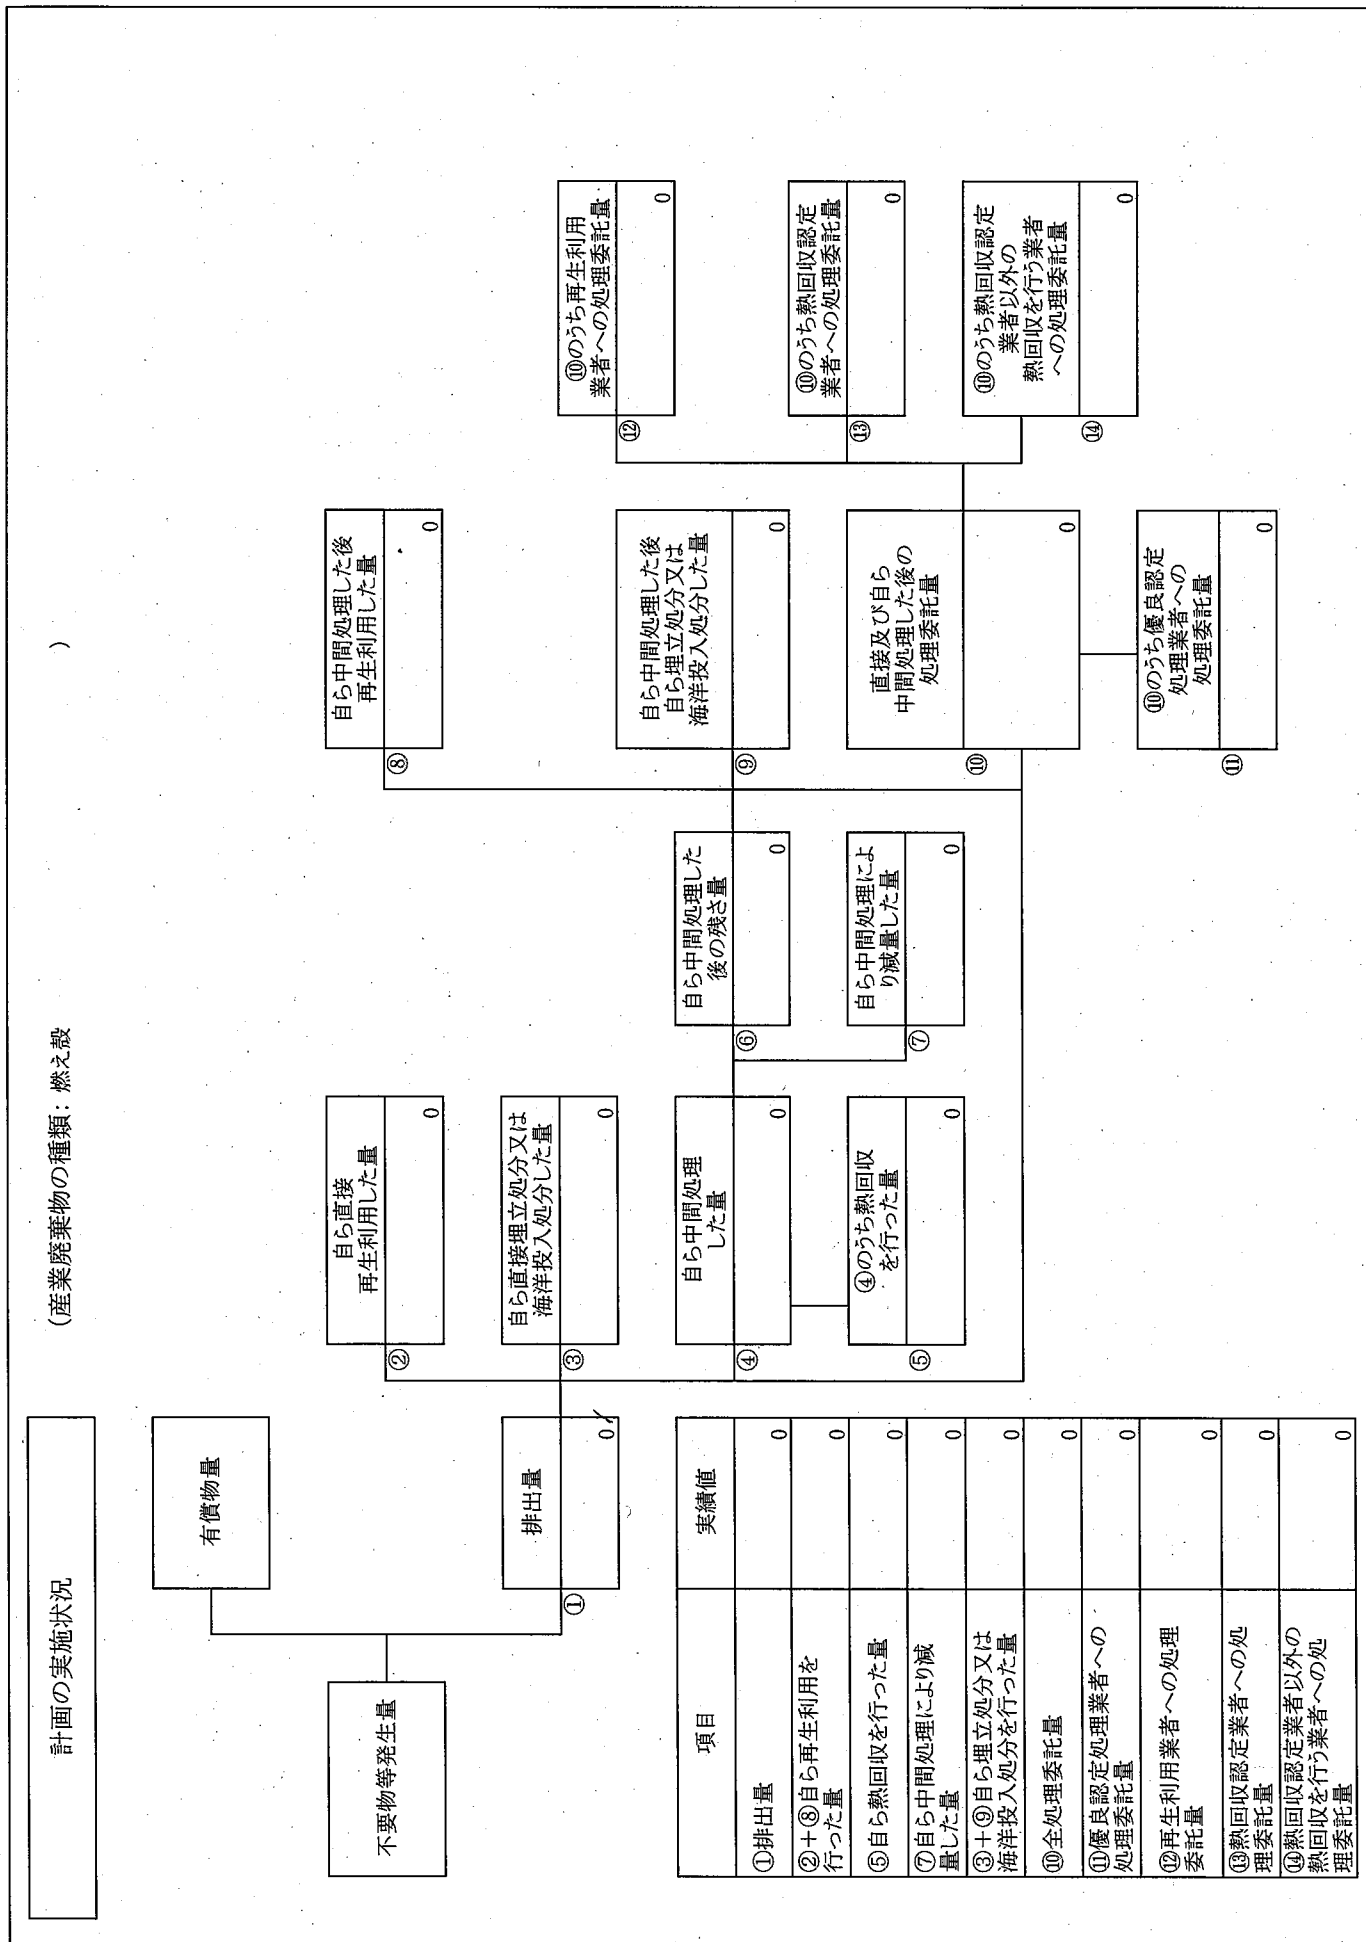 計画の実施状況
(産業廃棄物の種類: 燃え殻
)
不要物等発生量
有償物量
①
排出量
0
②
自ら直接
再生利用した量
0
③
自ら直接埋立処分又は
海洋投入処分した量
0
④
自ら中間処理
した量
0
⑤
④のうち熱回収
を行った量
0
⑥
自ら中間処理した
後の残さ量
0
⑦
自ら中間処理によ
り減量した量
0
⑧
自ら中間処理した後
再生利用した量
0
⑨
自ら中間処理した後
自ら埋立処分又は
海洋投入処分した量
0
⑩
直接及び自ら
中間処理した後の
処理委託量
0
⑪
⑩のうち優良認定
処理業者への
処理委託量
0
⑫
⑩のうち再生利用
業者への処理委託量
0
⑬
⑩のうち熱回収認定
業者への処理委託量
0
⑭
⑩のうち熱回収認定
業者以外の
熱回収を行う業者
への処理委託量
0
項目 実績値
①排出量 0
②+⑧自ら再生利用を
行った量 0
⑤自ら熱回収を行った量 0
⑦自ら中間処理により減
量した量 0
③+⑨自ら埋立処分又は
海洋投入処分を行った量 0
⑩全処理委託量 0
⑪優良認定処理業者への
処理委託量 0
⑫再生利用業者への処理
委託量 0
⑬熱回収認定業者への処
理委託量 0
⑭熱回収認定業者以外の
熱回収を行う業者への処
理委託量 0